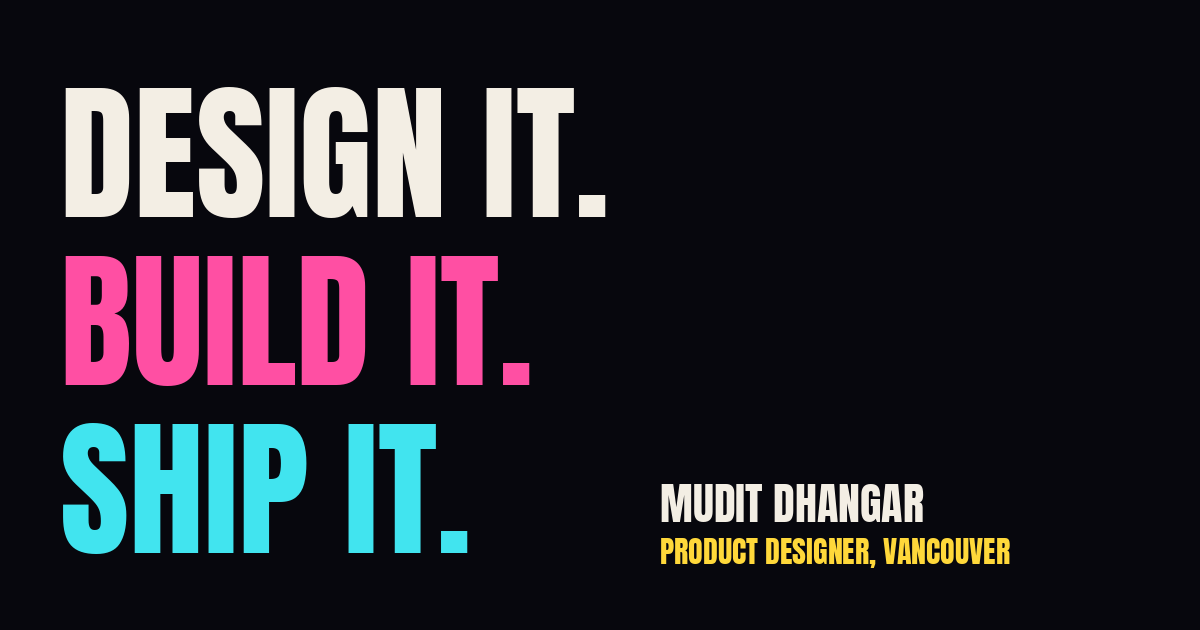 DESIGN IT.
BUILD IT.
SHIP IT.
MUDIT DHANGAR
PRODUCT DESIGNER, VANCOUVER